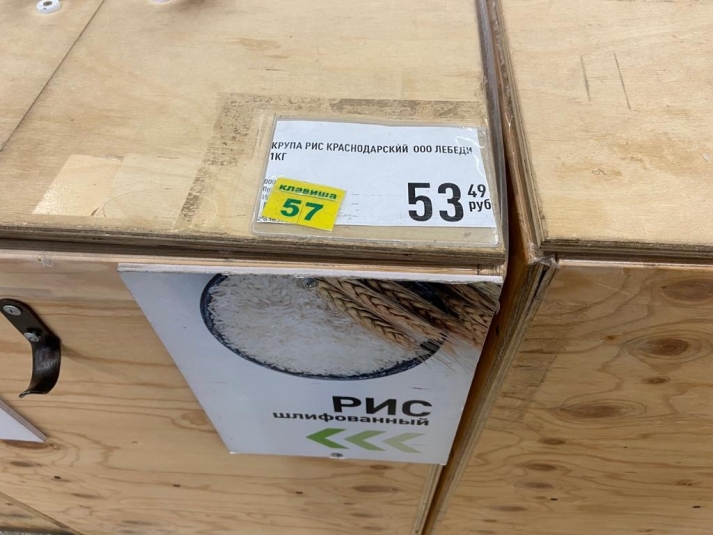 КРУПА РИС КРАСНОДАРСКИЙ ООО ЛЕБЕДИ
1КГ
53 49
руб
клавиша
57
РИС
шлифованный